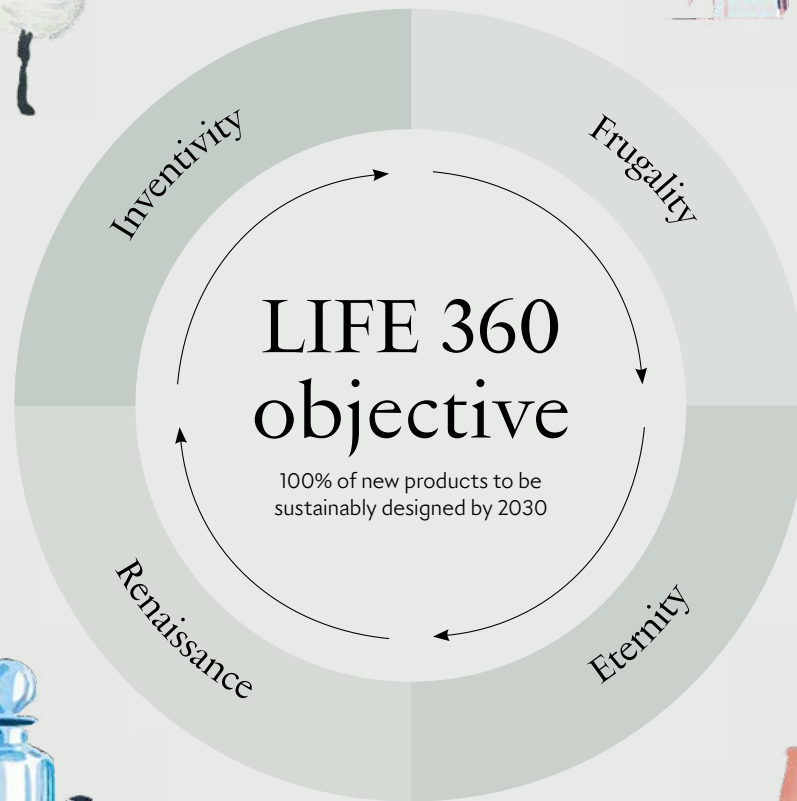 Inventivity
Frugality
LIFE 360
objective
100% of new products to be
sustainably designed by 2030
Renaissance
Eternity